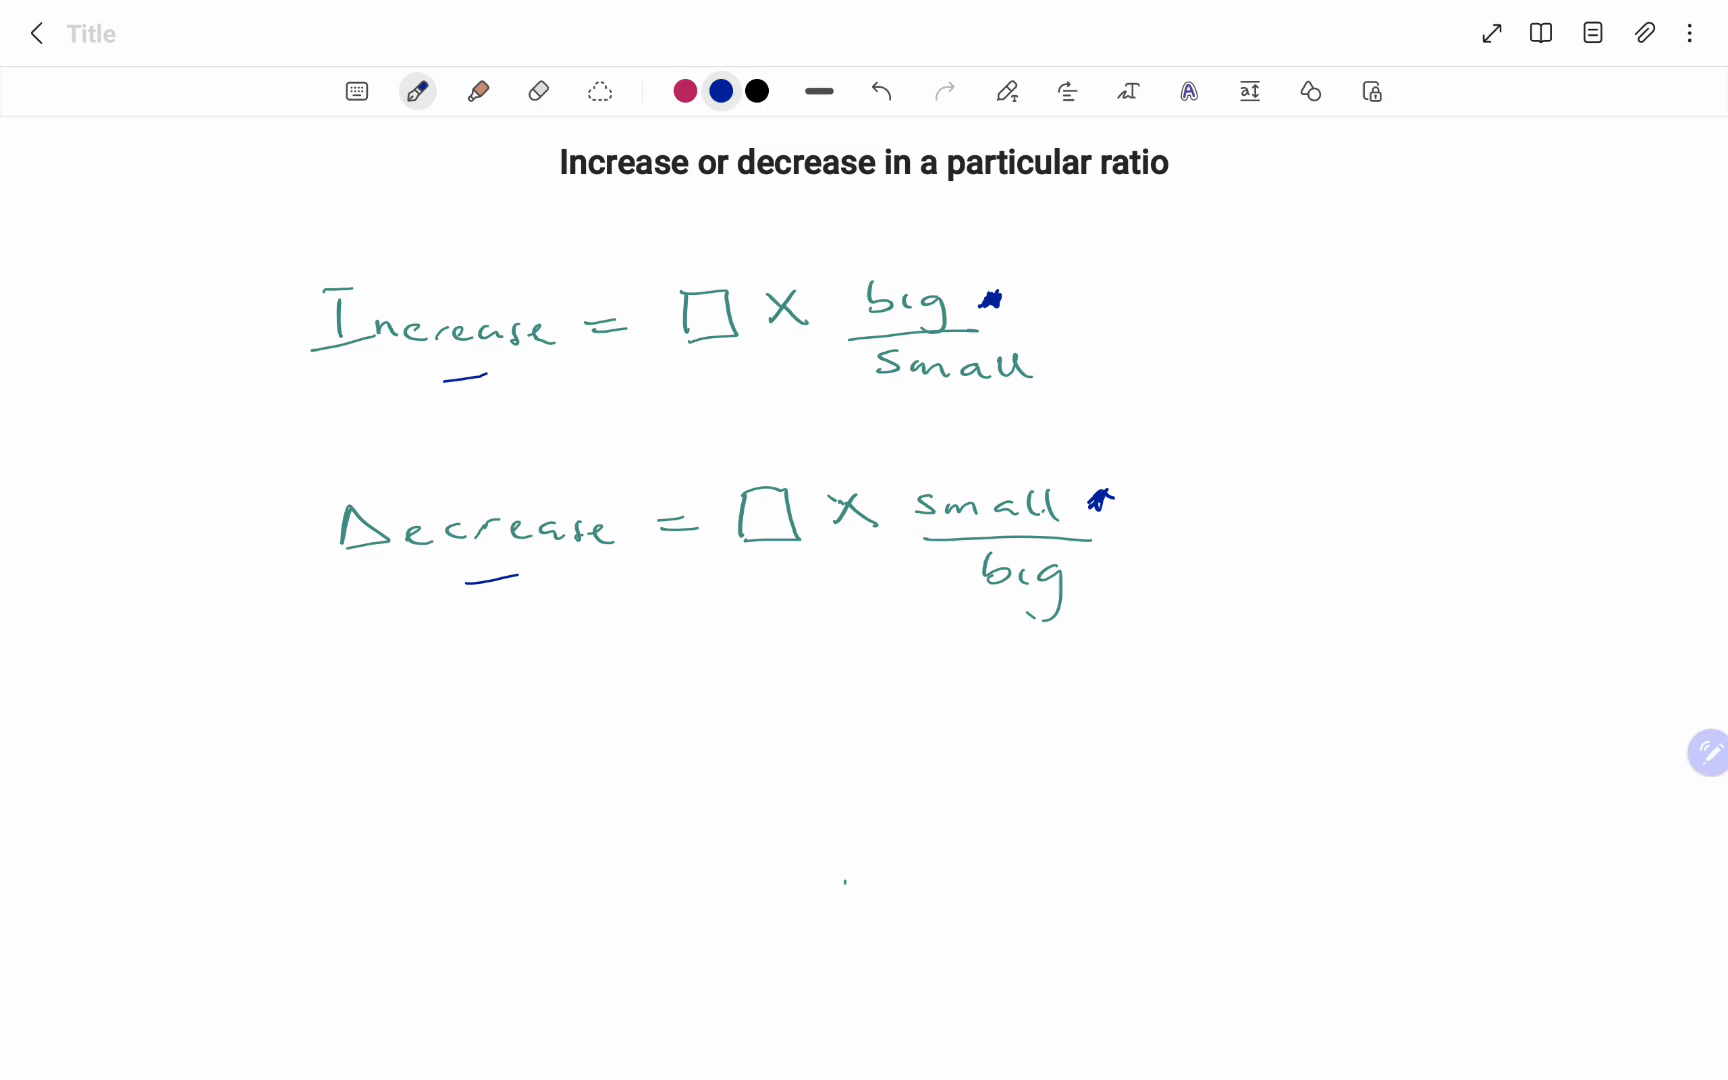 Title
Increase or decrease in a particular ratio
Increase = □ × big
small
Decrease = □ × small
big